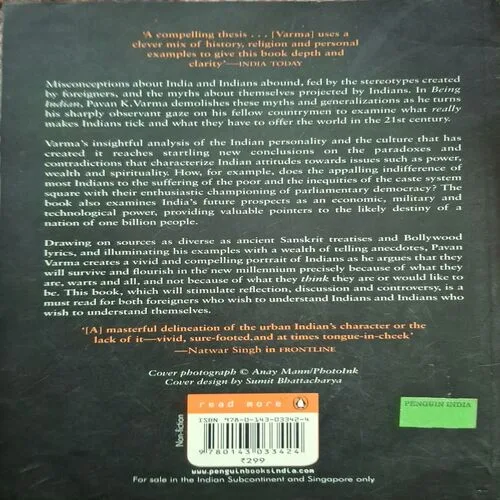 'A compelling thesis . . . [Varma] uses a
clever mix of history, religion and personal
examples to give this book depth and
clarity'—INDIA TODAY
Misconceptions about India and Indians abound, fed by the stereotypes created
by foreigners, and the myths about themselves projected by Indians. In Being
Indian, Pavan K. Varma demolishes these myths and generalizations as he turns
his sharply observant gaze on his fellow countrymen to examine what really
makes Indians tick and what they have to offer the world in the 21st century.
Varma's insightful analysis of the Indian personality and the culture that has
created it reaches startling new conclusions on the paradoxes and
contradictions that characterize Indian attitudes towards issues such as power,
wealth and spirituality. How, for example, does the appalling indifference of
most Indians to the suffering of the poor and the inequities of the caste system
square with their enthusiastic championing of parliamentary democracy? The
book also examines India's future prospects as an economic, military and
technological power, providing valuable pointers to the likely destiny of a
nation of one billion people.
Drawing on sources as diverse as ancient Sanskrit treatises and Bollywood
lyrics, and illuminating his examples with a wealth of telling anecdotes, Pavan
Varma creates a vivid and compelling portrait of Indians as he argues that they
will survive and flourish in the new millennium precisely because of what they
are, warts and all, and not because of what they think they are or would like to
be. This book, which will stimulate reflection, discussion and controversy, is a
must read for both foreigners who wish to understand Indians and Indians who
wish to understand themselves.
'[A] masterful delineation of the urban Indian's character or the
lack of it—vivid, sure-footed,and at times tongue-in-cheek'
—Natwar Singh in FRONTLINE
Cover photograph © Anay Mann/PhotoInk
Cover design by Sumit Bhattacharya
read more
PENGUIN INDIA
Non-fiction
ISBN 978-0-143-03342-4
9 780143 033424
₹299
www.penguinbooksindia.com
For sale in the Indian Subcontinent and Singapore only